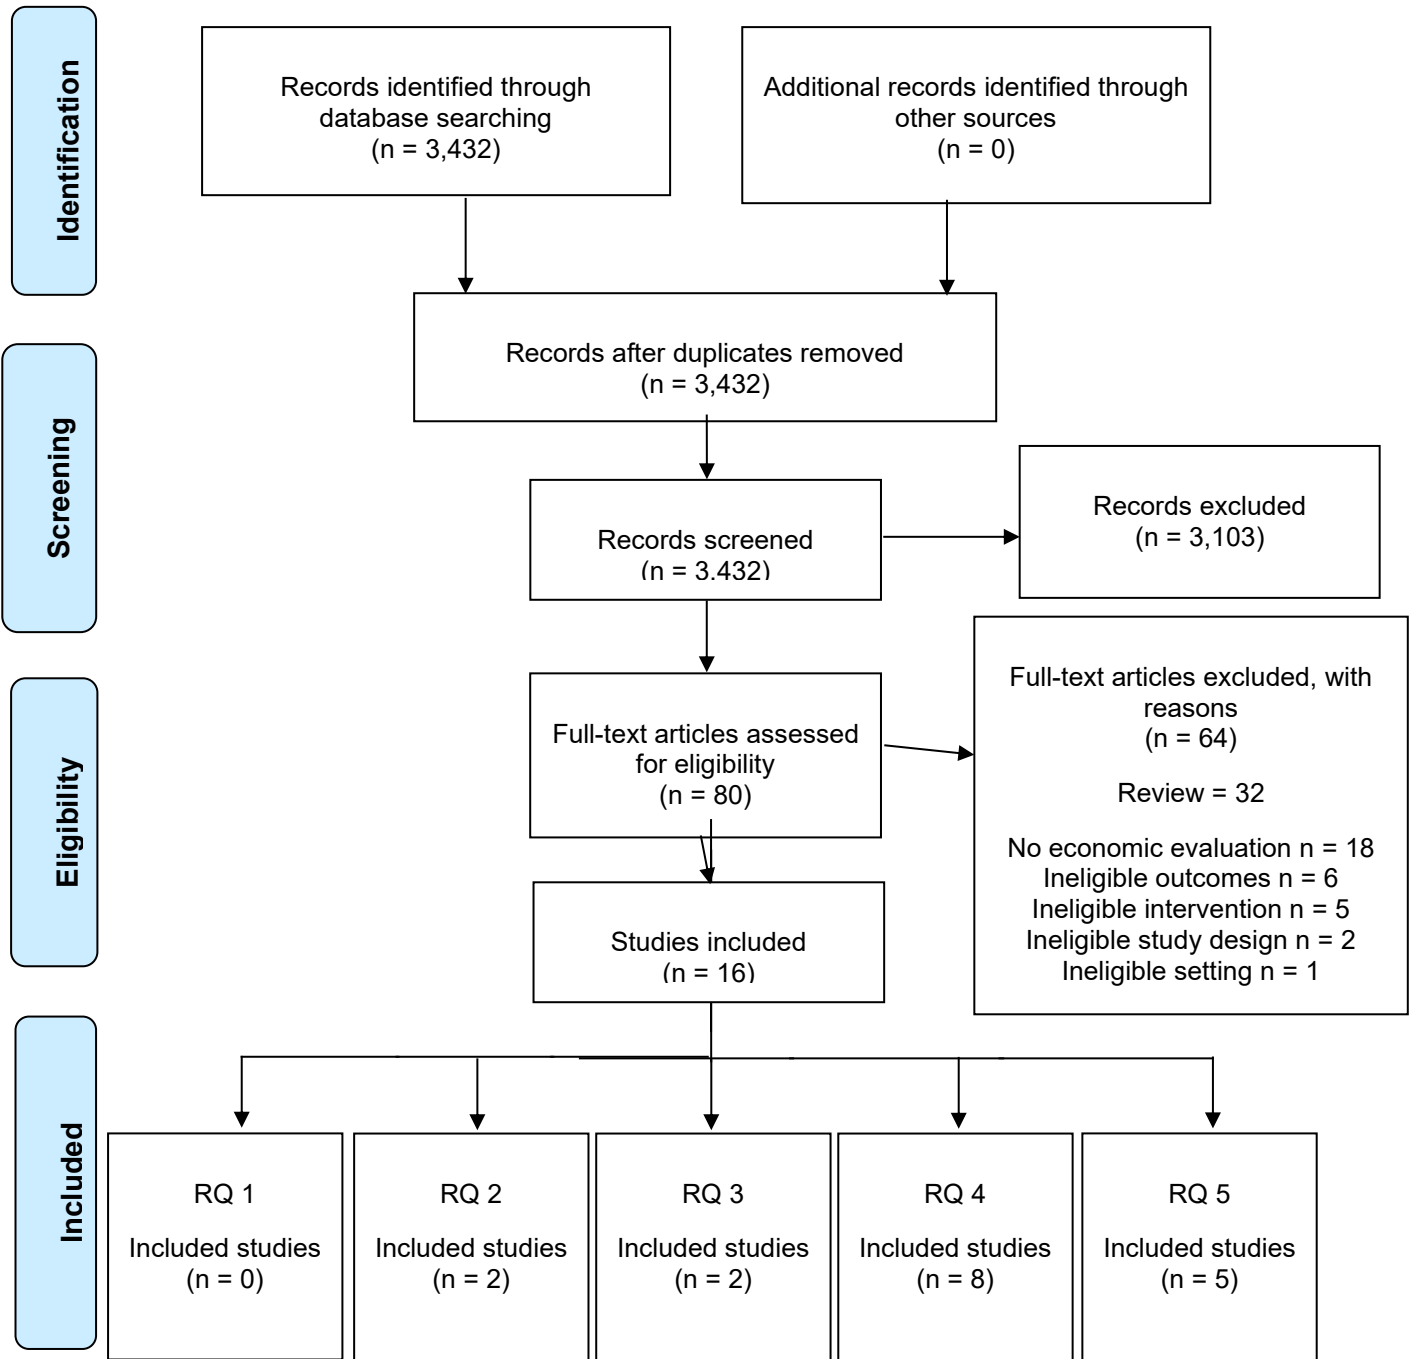 Identification
Records identified through
database searching
(n = 3,432)
Additional records identified through
other sources
(n = 0)
Records after duplicates removed
(n = 3,432)
Screening
Records screened
(n = 3,432)
Records excluded
(n = 3,103)
Eligibility
Full-text articles assessed
for eligibility
(n = 80)
Full-text articles excluded, with
reasons
(n = 64)
Review = 32
No economic evaluation n = 18
Ineligible outcomes n = 6
Ineligible intervention n = 5
Ineligible study design n = 2
Ineligible setting n = 1
Studies included
(n = 16)
Included
RQ 1
Included studies
(n = 0)
RQ 2
Included studies
(n = 2)
RQ 3
Included studies
(n = 2)
RQ 4
Included studies
(n = 8)
RQ 5
Included studies
(n = 5)